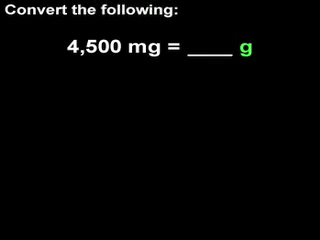 Convert the following:
4,500 mg = ____ g